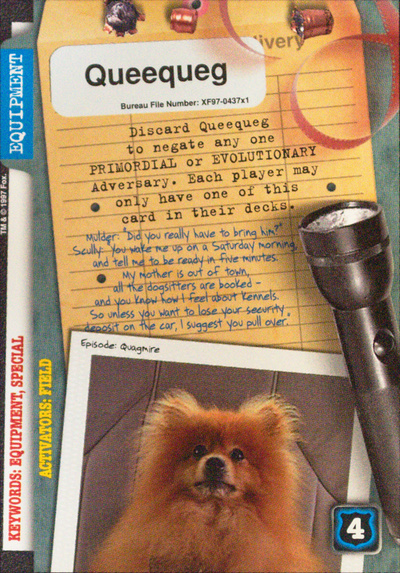 livery
Queequeg
Bureau File Number: XF97-0437x1
EQUIPMENT
Discard Queequeg
to negate any one
PRIMORDIAL or EVOLUTIONARY
Adversary. Each player may
only have one of this
card in their decks.
Mulder: "Did you really have to bring him?"
Scully: "You wake me up on a Saturday morning,
and tell me to be ready in five minutes.
My mother is out of town,
all the dogsitters are booked -
and you know how I feel about kennels.
So unless you want to lose your security
deposit on the car, I suggest you pull over."
Episode: Quagmire
TM & © 1997 Fox.
KEYWORDS: EQUIPMENT, SPECIAL
ACTIVATORS: FIELD
4